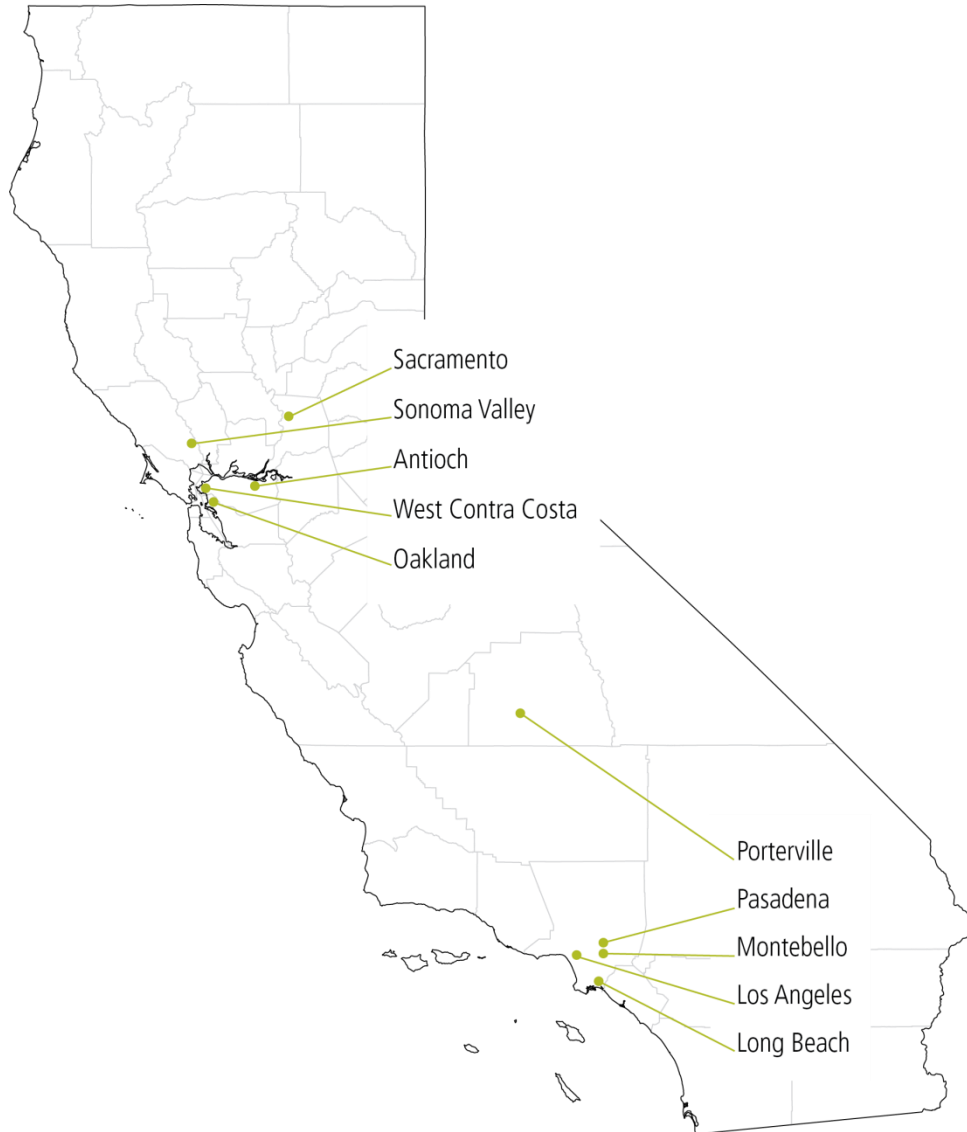 Sacramento
Sonoma Valley
Antioch
West Contra Costa
Oakland
Porterville
Pasadena
Montebello
Los Angeles
Long Beach